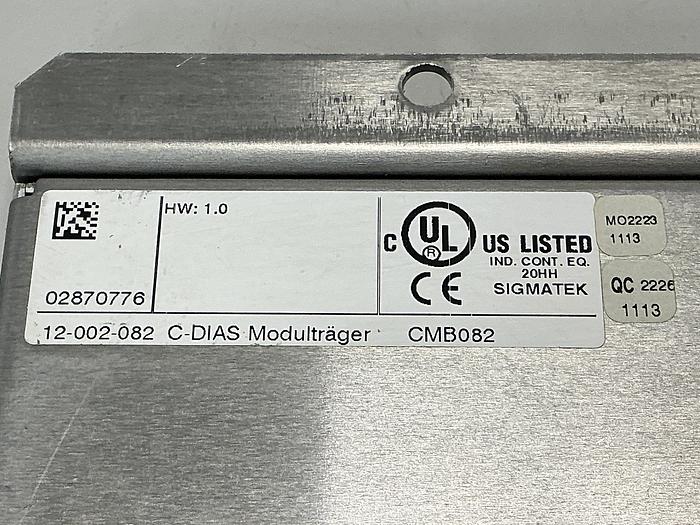 HW: 1.0
02870776
C UL ® US LISTED
IND. CONT. EQ.
20HH
CE SIGMATEK
12-002-082 C-DIAS Modulträger CMB082
MO2223
1113
QC 2226
1113